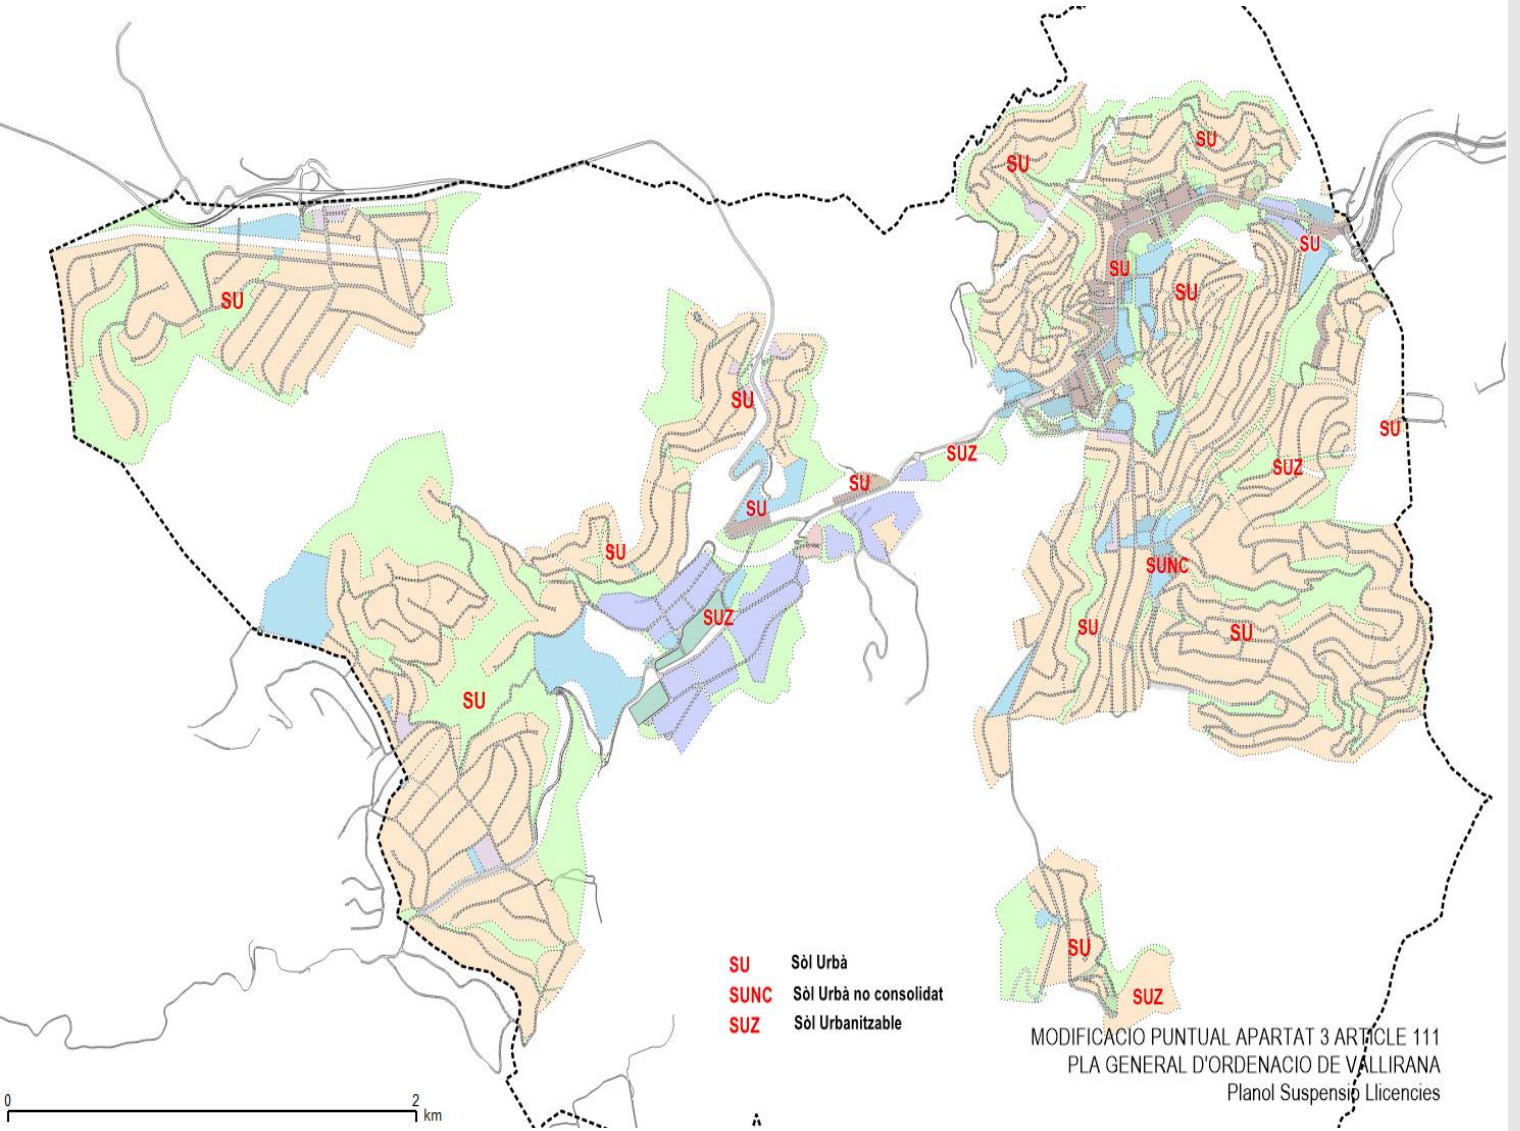 SU
SU
SU
SU
SU
SU
SU
SU
SU
SUZ
SUZ
SU
SU
SU
SUNC
SUZ
SU
SU
SU
SU
SUZ
SU Sòl Urbà
SUNC Sòl Urbà no consolidat
SUZ Sòl Urbanitzable
MODIFICACIO PUNTUAL APARTAT 3 ARTICLE 111
PLA GENERAL D'ORDENACIO DE VALLIRANA
Planol Suspensió Llicencies
0 2 km